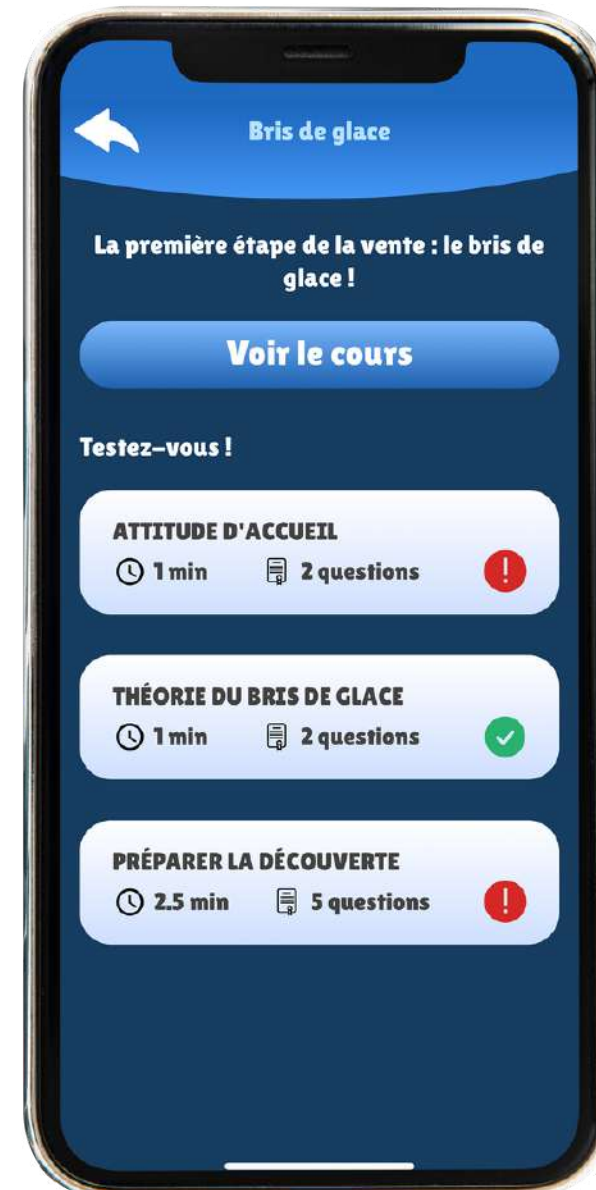 Bris de glace
La première étape de la vente : le bris de
glace !
Voir le cours
Testez-vous !
ATTITUDE D'ACCUEIL
1 min 2 questions
THÉORIE DU BRIS DE GLACE
1 min 2 questions
PRÉPARER LA DÉCOUVERTE
2.5 min 5 questions